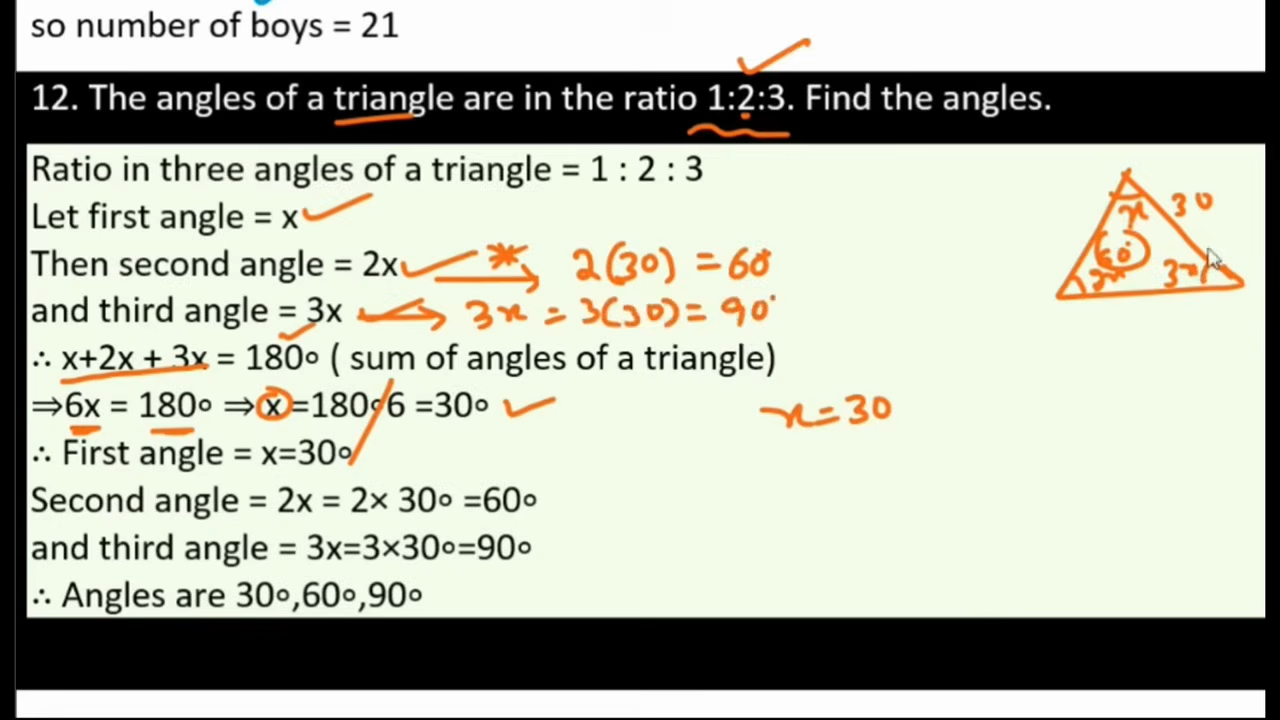 so number of boys = 21
12. The angles of a triangle are in the ratio 1:2:3. Find the angles.
Ratio in three angles of a triangle = 1 : 2 : 3
Let first angle = x
Then second angle = 2x 2(30) = 60°
and third angle = 3x 3x = 3(30) = 90°
∴ x+2x + 3x = 180∘ ( sum of angles of a triangle)
⇒6x = 180∘ ⇒x =180∘/6 =30∘
x=30
∴ First angle = x=30∘
Second angle = 2x = 2× 30∘ =60∘
and third angle = 3x=3×30∘=90∘
∴ Angles are 30∘,60∘,90∘
x 30
60°
2x 3x